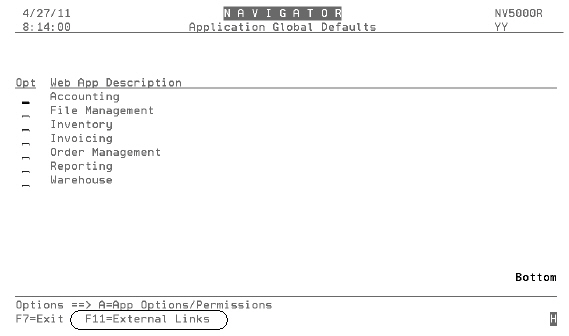 4/27/11 N A V I G A T O R NV5000R
8:14:00 Application Global Defaults YY
Opt Web App Description
Accounting
File Management
Inventory
Invoicing
Order Management
Reporting
Warehouse
Bottom
Options ==> A=App Options/Permissions
F7=Exit F11=External Links H